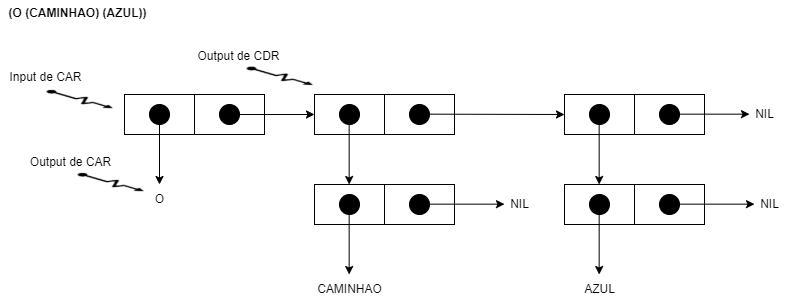 (O (CAMINHAO) (AZUL))
Output de CDR
Input de CAR
NIL
Output de CAR
O
NIL
NIL
CAMINHAO
AZUL